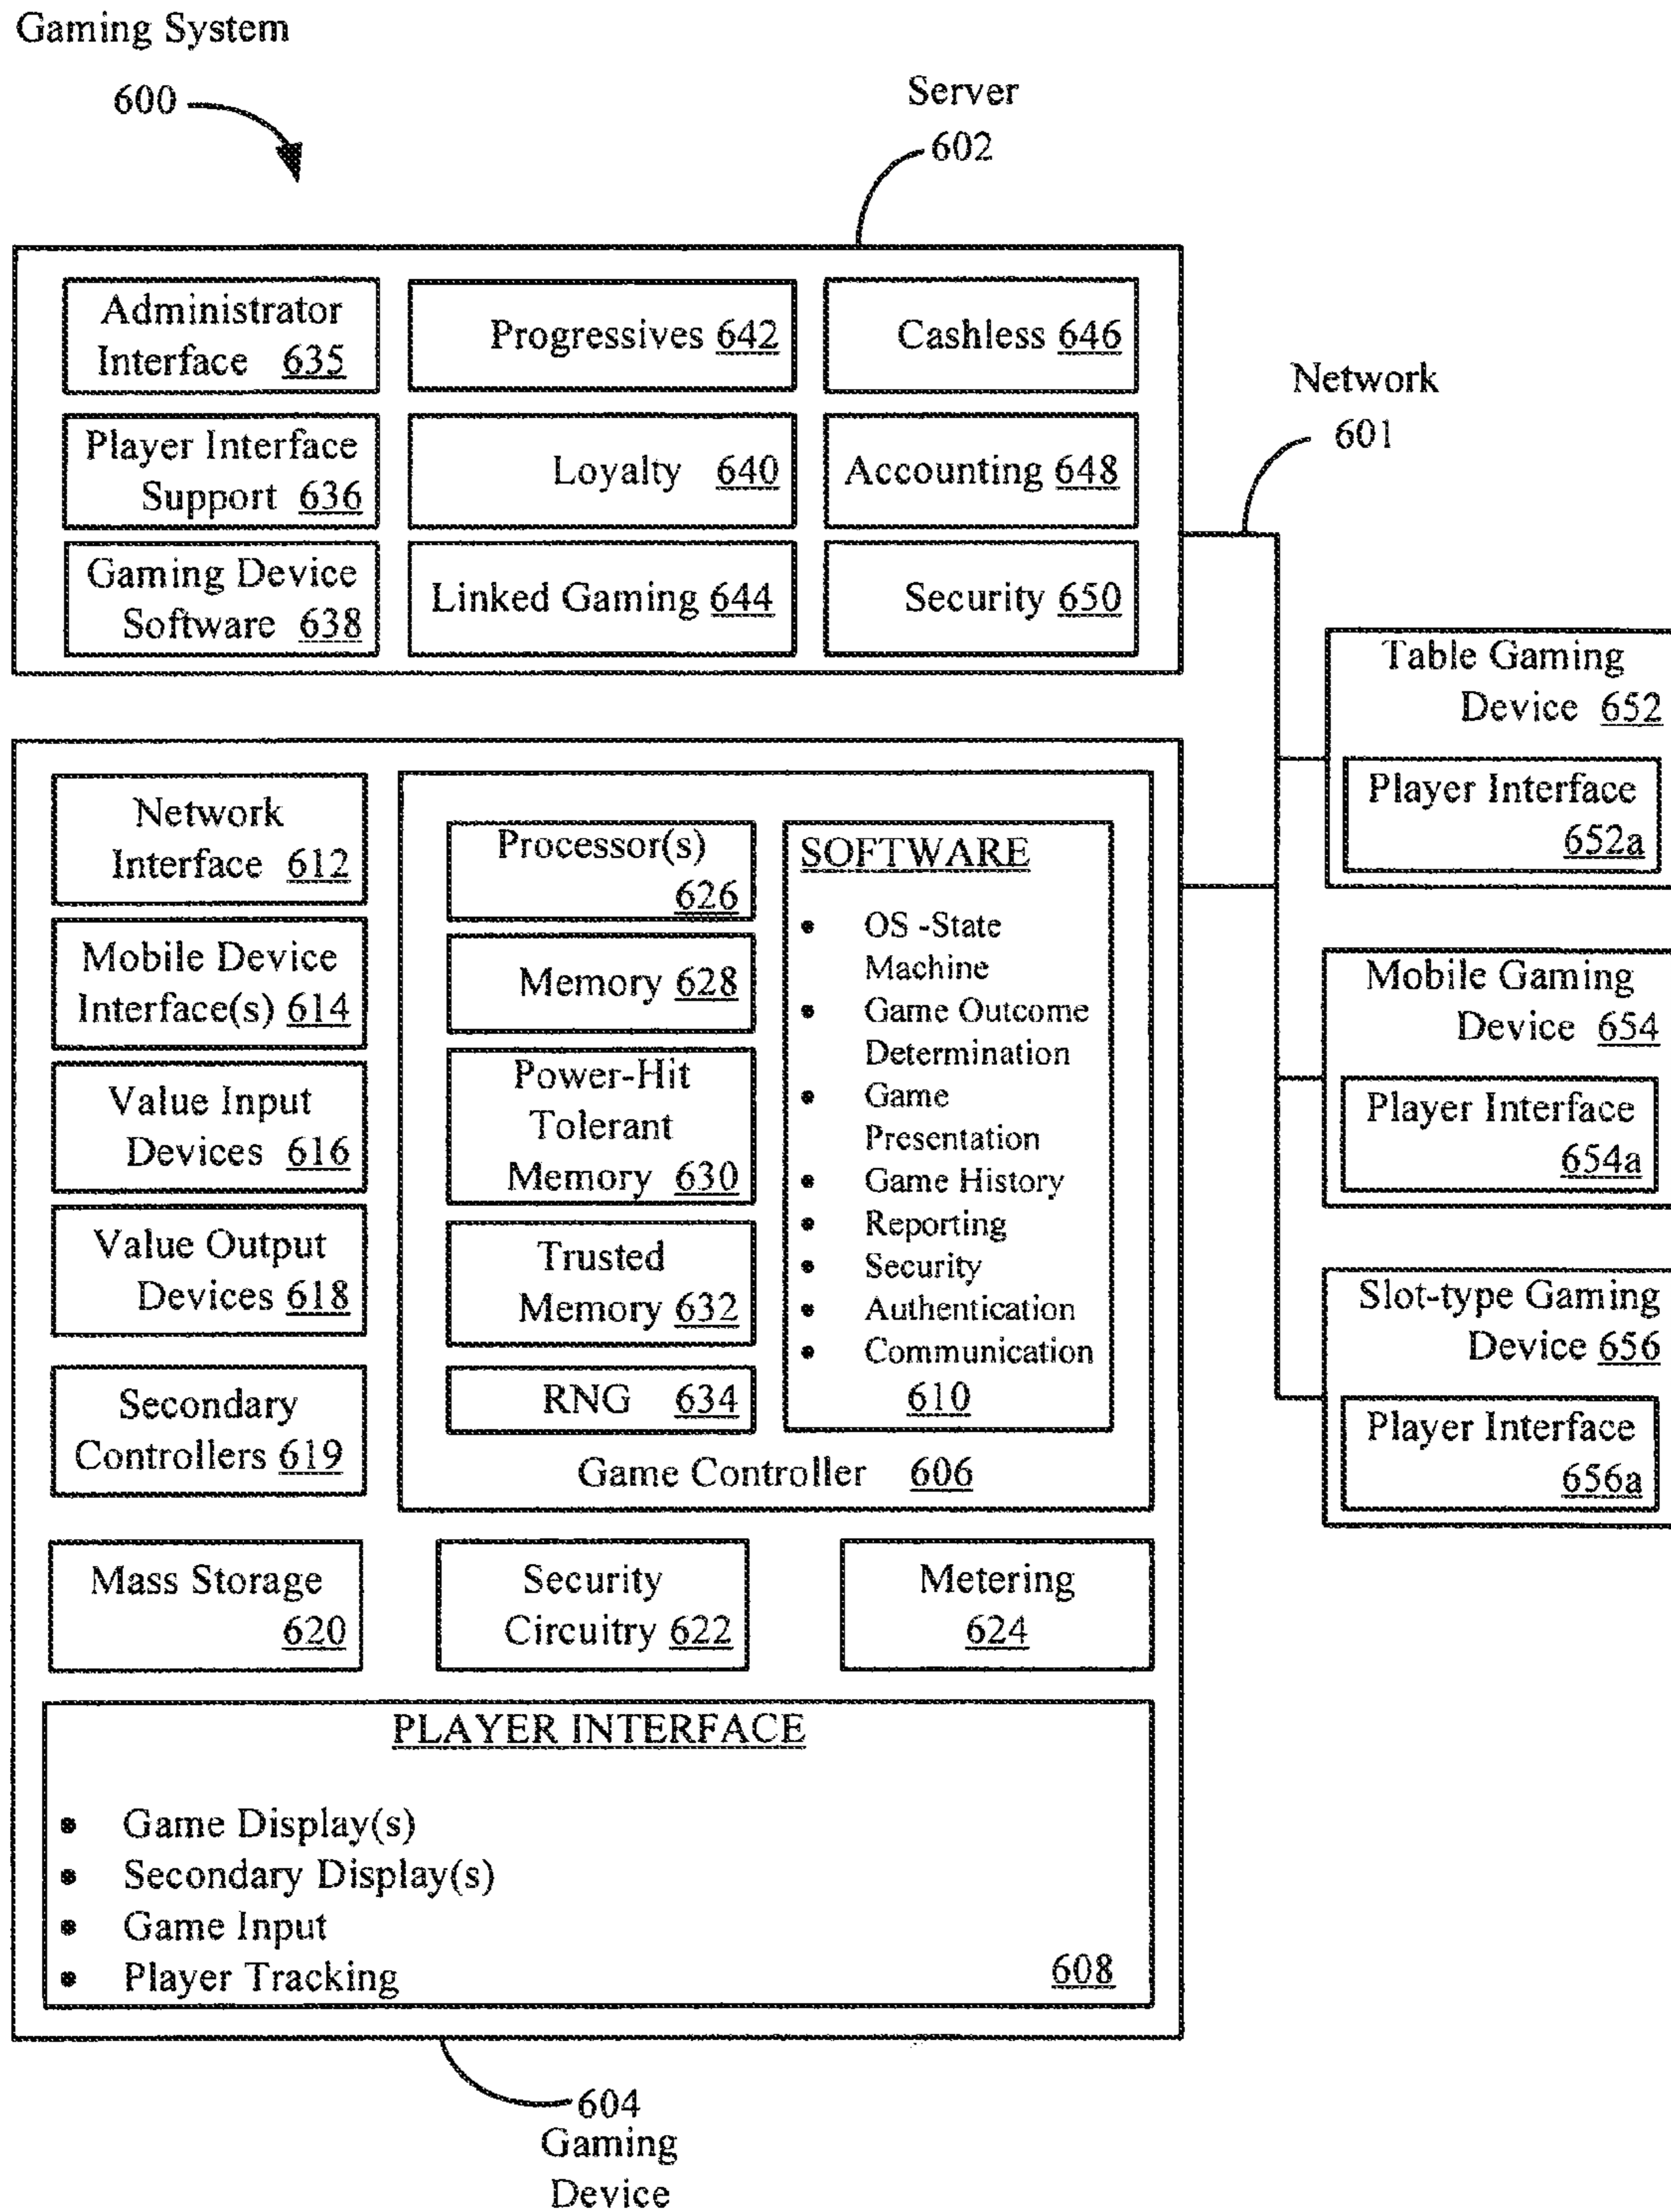 Gaming System
600
Server
602
Administrator
Interface 635
Progressives 642
Cashless 646
Player Interface
Support 636
Loyalty 640
Accounting 648
Gaming Device
Software 638
Linked Gaming 644
Security 650
Network
601
Table Gaming
Device 652
Player Interface
652a
Mobile Gaming
Device 654
Player Interface
654a
Slot-type Gaming
Device 656
Player Interface
656a
Network
Interface 612
Mobile Device
Interface(s) 614
Value Input
Devices 616
Value Output
Devices 618
Secondary
Controllers 619
Processor(s)
626
Memory 628
Power-Hit
Tolerant
Memory 630
Trusted
Memory 632
RNG 634
SOFTWARE
• OS -State
Machine
• Game Outcome
Determination
• Game
Presentation
• Game History
• Reporting
• Security
• Authentication
• Communication
610
Game Controller 606
Mass Storage
620
Security
Circuitry 622
Metering
624
PLAYER INTERFACE
• Game Display(s)
• Secondary Display(s)
• Game Input
• Player Tracking
608
604
Gaming
Device